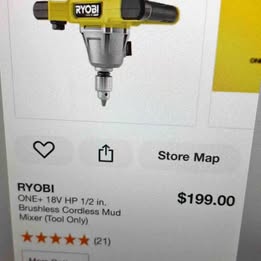 RYOBI
ONE
Store Map
RYOBI
$199.00
ONE+ 18V HP 1/2 in.
Brushless Cordless Mud
Mixer (Tool Only)
(21)